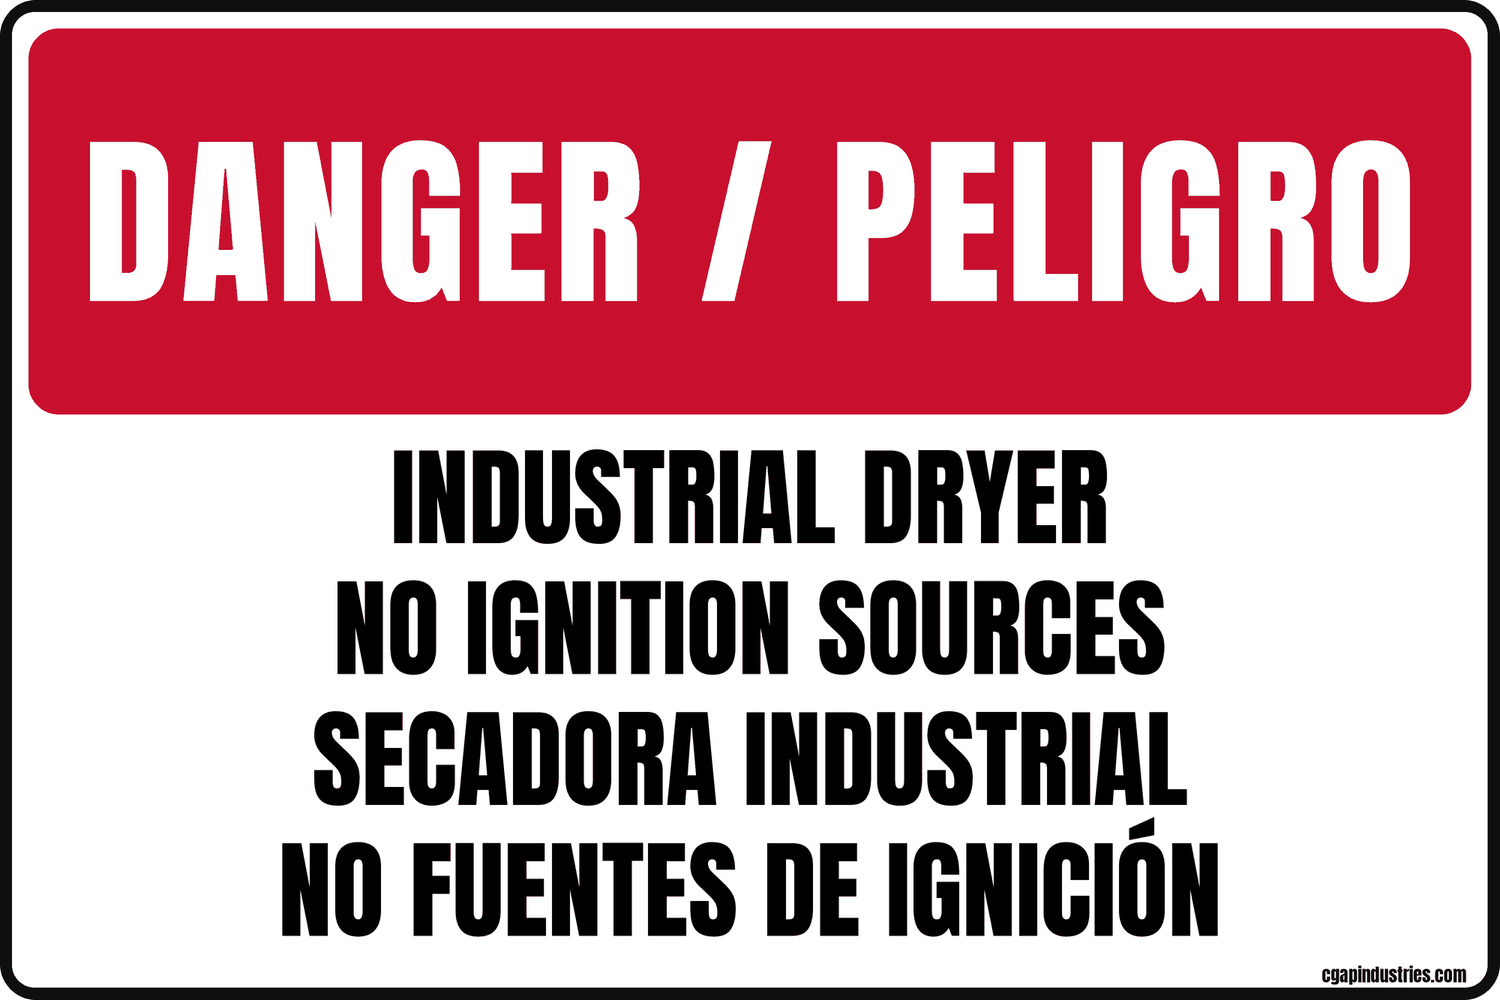 DANGER / PELIGRO
INDUSTRIAL DRYER
NO IGNITION SOURCES
SECADORA INDUSTRIAL
NO FUENTES DE IGNICIÓN
cgapindustries.com